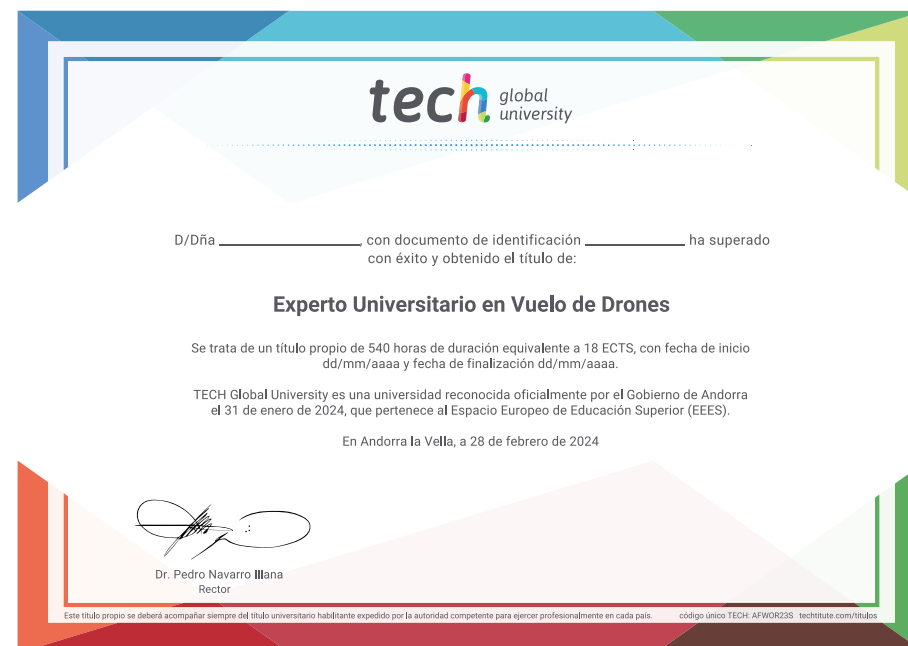 tech global university
D/Dña ____________________, con documento de identificación ______________ ha superado
con éxito y obtenido el título de:
Experto Universitario en Vuelo de Drones
Se trata de un título propio de 540 horas de duración equivalente a 18 ECTS, con fecha de inicio
dd/mm/aaaa y fecha de finalización dd/mm/aaaa.
TECH Global University es una universidad reconocida oficialmente por el Gobierno de Andorra
el 31 de enero de 2024, que pertenece al Espacio Europeo de Educación Superior (EEES).
En Andorra la Vella, a 28 de febrero de 2024
Dr. Pedro Navarro Illana
Rector
Este título propio se deberá acompañar siempre del título universitario habilitante expedido por la autoridad competente para ejercer profesionalmente en cada país. código único TECH: AFWOR23S techtitute.com/titulos